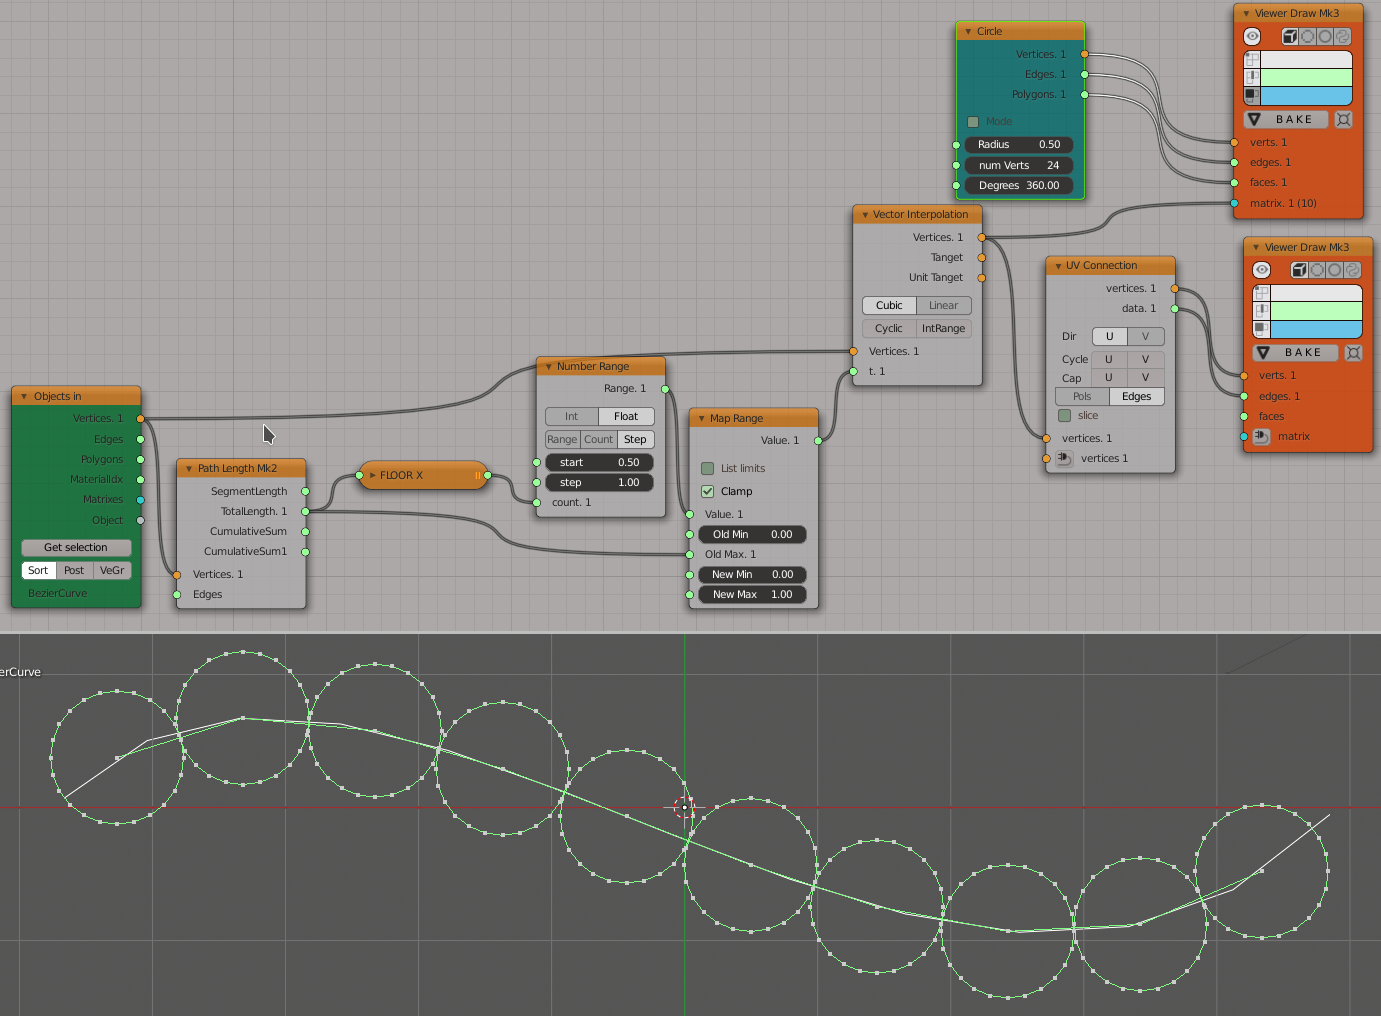 Objects in
Vertices. 1
Edges
Polygons
MaterialIdx
Matrixes
Object
Get selection
Sort Post VeGr
BezierCurve
Path Length Mk2
SegmentLength
TotalLength. 1
CumulativeSum
CumulativeSum1
Vertices. 1
Edges
FLOOR X
Number Range
Range. 1
Int Float
Range Count Step
start 0.50
step 1.00
count. 1
Map Range
Value. 1
List limits
Clamp
Value. 1
Old Min 0.00
Old Max. 1
New Min 0.00
New Max 1.00
Vector Interpolation
Vertices. 1
Tanget
Unit Tanget
Cubic Linear
Cyclic IntRange
Vertices. 1
t. 1
Circle
Vertices. 1
Edges. 1
Polygons. 1
Mode
Radius 0.50
num Verts 24
Degrees 360.00
UV Connection
vertices. 1
data. 1
Dir U V
Cycle U V
Cap U V
Pols Edges
slice
vertices. 1
vertices 1
Viewer Draw Mk3
BAKE
verts. 1
edges. 1
faces. 1
matrix. 1 (10)
Viewer Draw Mk3
BAKE
verts. 1
edges. 1
faces
matrix
erCurve